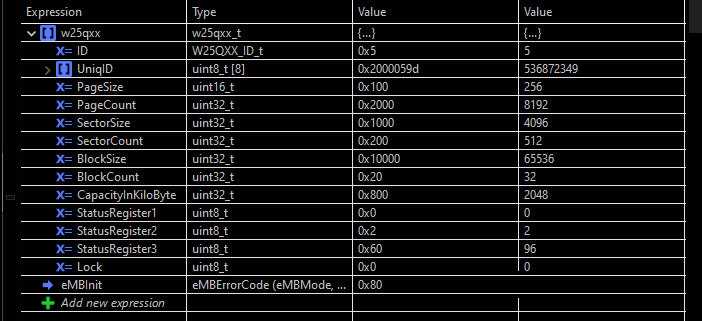 Expression Type Value Value
w25qxx w25qxx_t {...} {...}
X= ID W25QXX_ID_t 0x5 5
UniqID uint8_t [8] 0x2000059d 536872349
X= PageSize uint16_t 0x100 256
X= PageCount uint32_t 0x2000 8192
X= SectorSize uint32_t 0x1000 4096
X= SectorCount uint32_t 0x200 512
X= BlockSize uint32_t 0x10000 65536
X= BlockCount uint32_t 0x20 32
X= CapacityInKiloByte uint32_t 0x800 2048
X= StatusRegister1 uint8_t 0x0 0
X= StatusRegister2 uint8_t 0x2 2
X= StatusRegister3 uint8_t 0x60 96
X= Lock uint8_t 0x0 0
eMBInit eMBErrorCode (eMBMode, ... 0x80
Add new expression